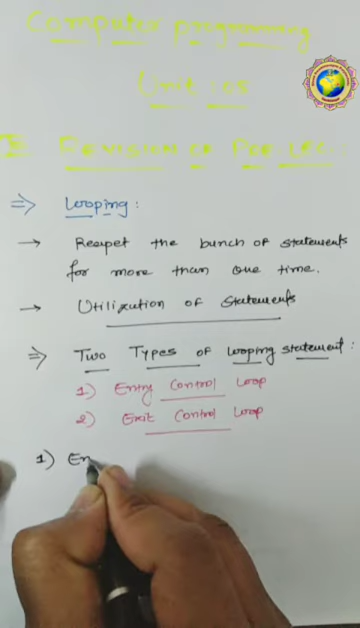 Computer programming
Unit : 05
Revision of Pre Lec.
⇒ Looping :
→ Reapet the bunch of statements
for more than one time.
→ Utilization of Statements
⇒ Two Types of looping statement :
1) Entry Control Loop
2) Exit Control Loop
1) En